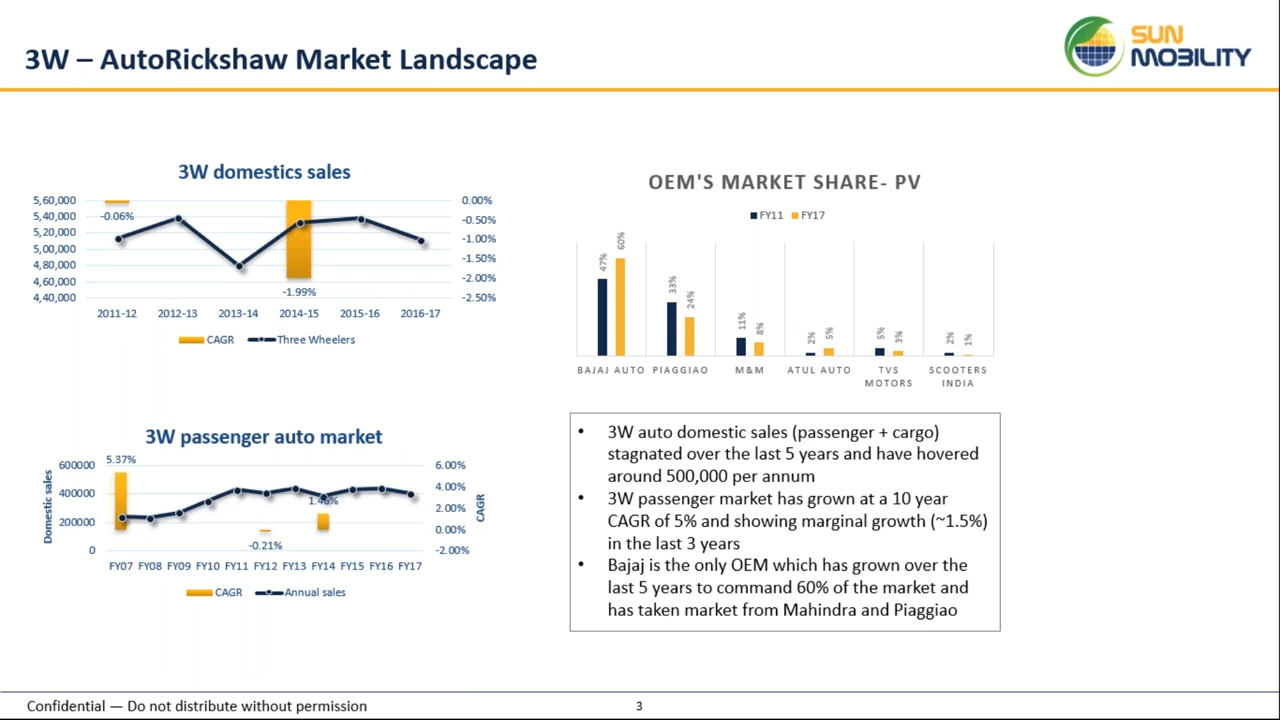 3W – AutoRickshaw Market Landscape
SUN
MOBILITY
3W domestics sales
5,60,000
5,40,000
5,20,000
5,00,000
4,80,000
4,60,000
4,40,000
-0.06%
-1.99%
0.00%
-0.50%
-1.00%
-1.50%
-2.00%
-2.50%
2011-12 2012-13 2013-14 2014-15 2015-16 2016-17
CAGR Three Wheelers
OEM'S MARKET SHARE- PV
FY11 FY17
47% 60% 33% 24% 11% 8% 2% 5% 5% 3% 2% 1%
BAJAJ AUTO PIAGGIAO M&M ATUL AUTO TVS MOTORS SCOOTERS INDIA
3W passenger auto market
Domestic sales
600000
400000
200000
0
5.37%
-0.21%
1.46%
6.00%
4.00%
2.00%
0.00%
-2.00%
CAGR
FY07 FY08 FY09 FY10 FY11 FY12 FY13 FY14 FY15 FY16 FY17
CAGR Annual sales
• 3W auto domestic sales (passenger + cargo)
stagnated over the last 5 years and have hovered
around 500,000 per annum
• 3W passenger market has grown at a 10 year
CAGR of 5% and showing marginal growth (~1.5%)
in the last 3 years
• Bajaj is the only OEM which has grown over the
last 5 years to command 60% of the market and
has taken market from Mahindra and Piaggiao
Confidential — Do not distribute without permission
3